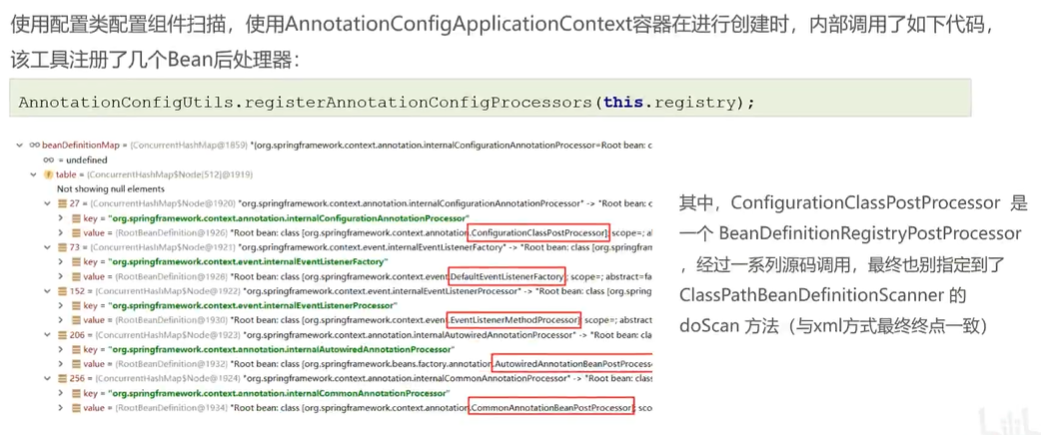 使用配置类配置组件扫描，使用AnnotationConfigApplicationContext容器在进行创建时，内部调用了如下代码，
该工具注册了几个Bean后处理器：
AnnotationConfigUtils.registerAnnotationConfigProcessors(this.registry);
beanDefinitionMap = {ConcurrentHashMap@1859} "{org.springframework.context.annotation.internalConfigurationAnnotationProcessor=Root bean: c
∞ = undefined
table = {ConcurrentHashMap$Node[512]@1919}
Not showing null elements
27 = {ConcurrentHashMap$Node@1920} "org.springframework.context.annotation.internalConfigurationAnnotationProcessor" -> "Root bean: c
key = "org.springframework.context.annotation.internalConfigurationAnnotationProcessor"
value = {RootBeanDefinition@1926} "Root bean: class [org.springframework.context.annotation.ConfigurationClassPostProcessor]; scope=; ab
73 = {ConcurrentHashMap$Node@1921} "org.springframework.context.event.internalEventListenerFactory" -> "Root bean: class [org.springfram
key = "org.springframework.context.event.internalEventListenerFactory"
value = {RootBeanDefinition@1928} "Root bean: class [org.springframework.context.event.DefaultEventListenerFactory]; scope=; abstract=fa
152 = {ConcurrentHashMap$Node@1922} "org.springframework.context.event.internalEventListenerProcessor" -> "Root bean: class [org.spring
key = "org.springframework.context.event.internalEventListenerProcessor"
value = {RootBeanDefinition@1930} "Root bean: class [org.springframework.context.event.EventListenerMethodProcessor]; scope=; abstract
206 = {ConcurrentHashMap$Node@1923} "org.springframework.context.annotation.internalAutowiredAnnotationProcessor" -> "Root bean: cla
key = "org.springframework.context.annotation.internalAutowiredAnnotationProcessor"
value = {RootBeanDefinition@1932} "Root bean: class [org.springframework.beans.factory.annotation.AutowiredAnnotationBeanPostProcess
256 = {ConcurrentHashMap$Node@1924} "org.springframework.context.annotation.internalCommonAnnotationProcessor" -> "Root bean: class
key = "org.springframework.context.annotation.internalCommonAnnotationProcessor"
value = {RootBeanDefinition@1934} "Root bean: class [org.springframework.context.annotation.CommonAnnotationBeanPostProcessor]; sco
其中，ConfigurationClassPostProcessor 是
一个 BeanDefinitionRegistryPostProcessor
，经过一系列源码调用，最终也别指定到了
ClassPathBeanDefinitionScanner 的
doScan 方法（与xml方式最终终点一致）